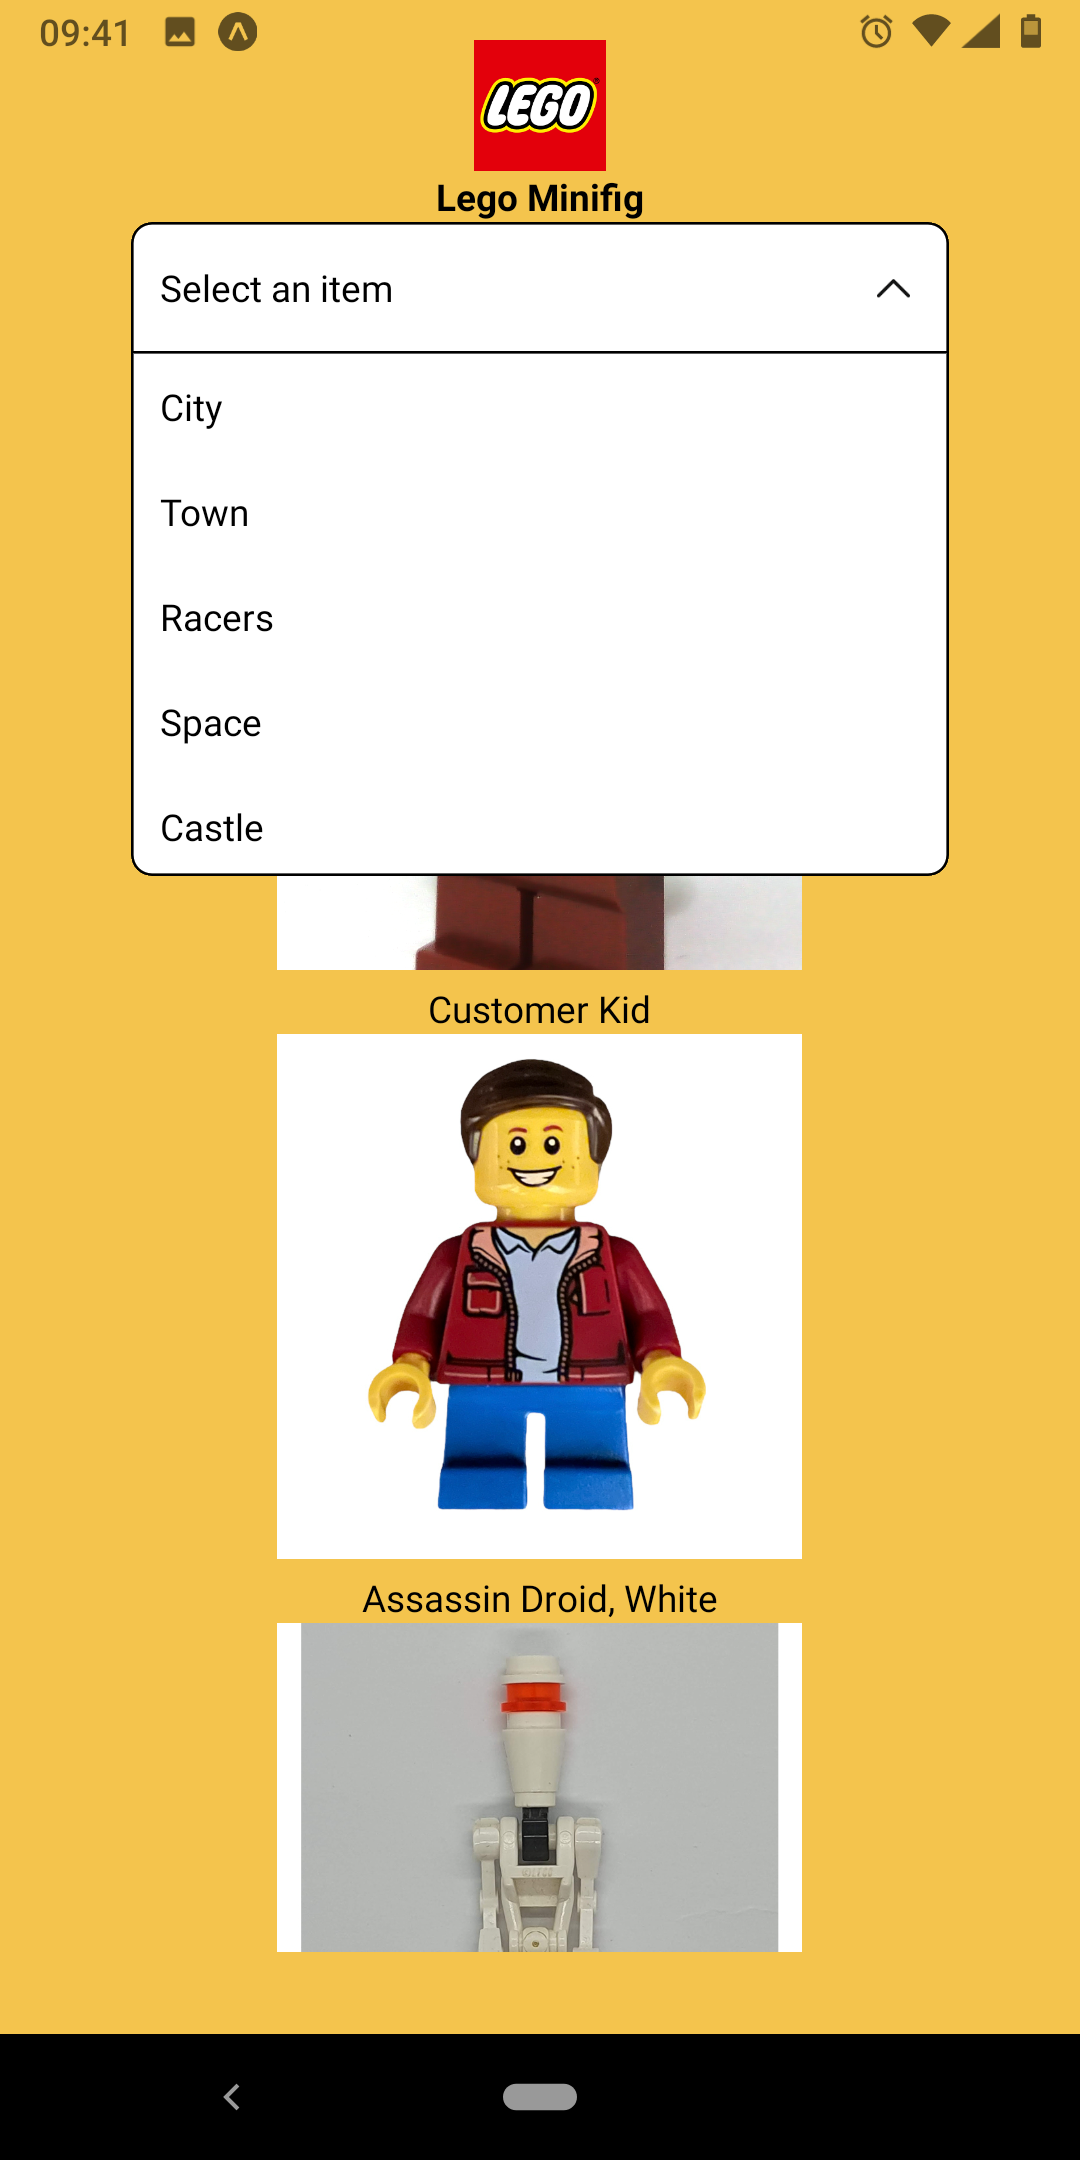 09:41
LEGO
Lego Minifig
Select an item
City
Town
Racers
Space
Castle
Customer Kid
Assassin Droid, White